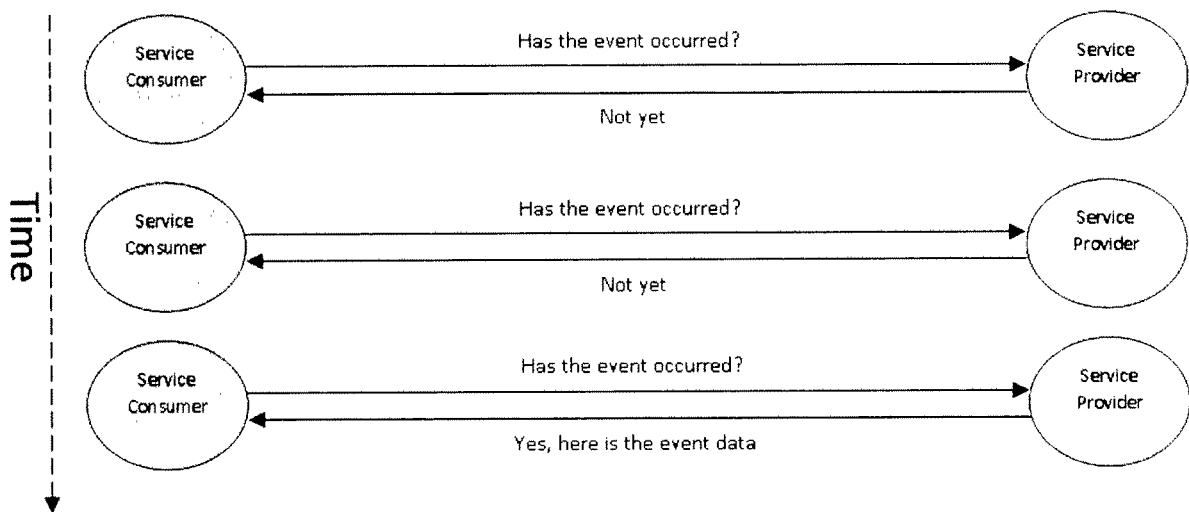 Time
Service
Consumer
Has the event occurred?
Not yet
Service
Provider
Service
Consumer
Has the event occurred?
Not yet
Service
Provider
Service
Consumer
Has the event occurred?
Yes, here is the event data
Service
Provider